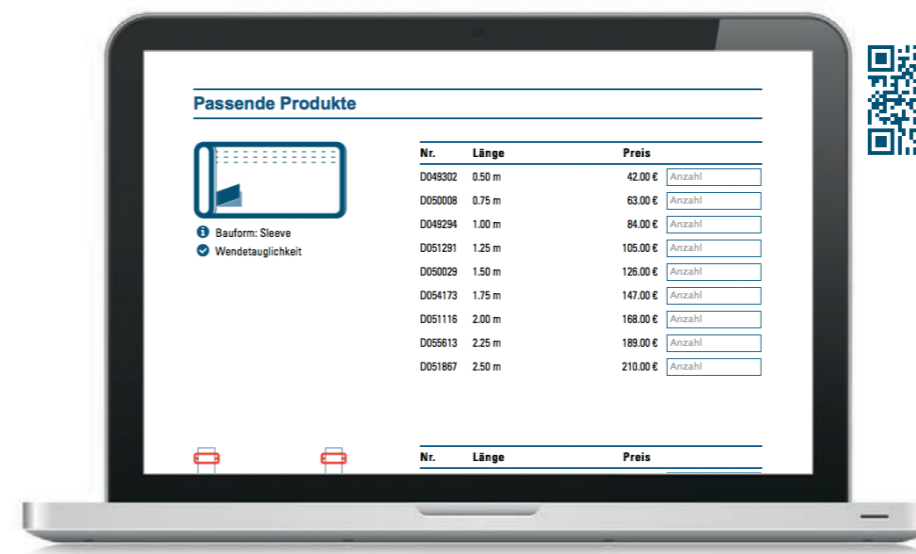 Passende Produkte
Nr. Länge Preis
D049302 0.50 m 42.00 € Anzahl
D050008 0.75 m 63.00 € Anzahl
D049294 1.00 m 84.00 € Anzahl
D051291 1.25 m 105.00 € Anzahl
D050029 1.50 m 126.00 € Anzahl
D054173 1.75 m 147.00 € Anzahl
D051116 2.00 m 168.00 € Anzahl
D055613 2.25 m 189.00 € Anzahl
D051867 2.50 m 210.00 € Anzahl
Bauform: Sleeve
Wendetauglichkeit
Nr. Länge Preis